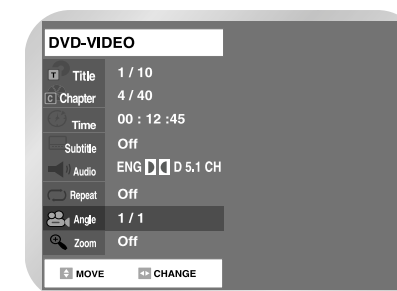 DVD-VIDEO
T Title 1 / 10
C Chapter 4 / 40
Time 00 : 12 :45
Subtitle Off
Audio ENG D 5.1 CH
Repeat Off
Angle 1 / 1
Zoom Off
MOVE CHANGE